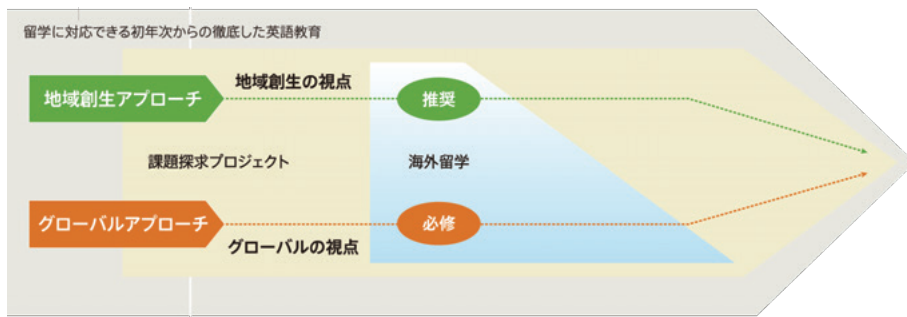 留学に対応できる初年次からの徹底した英語教育
地域創生の視点
地域創生アプローチ
推奨
課題探求プロジェクト
海外留学
グローバルアプローチ
必修
グローバルの視点